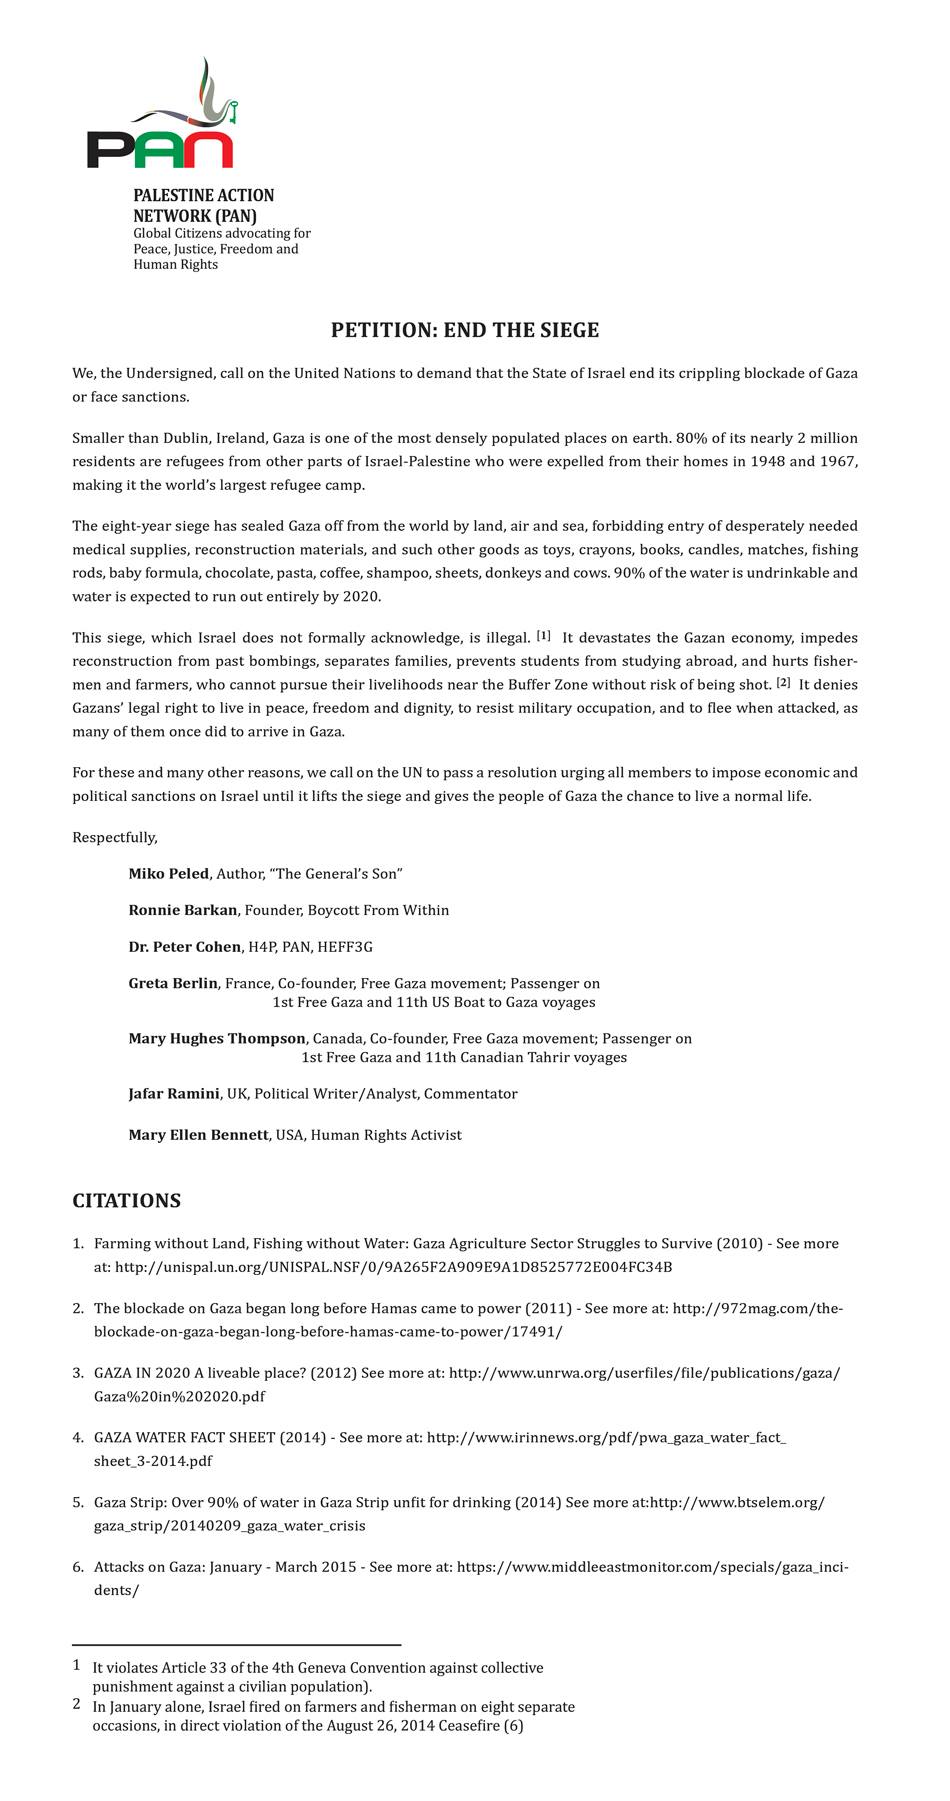 PAN
PALESTINE ACTION
NETWORK (PAN)
Global Citizens advocating for
Peace, Justice, Freedom and
Human Rights
PETITION: END THE SIEGE
We, the Undersigned, call on the United Nations to demand that the State of Israel end its crippling blockade of Gaza
or face sanctions.
Smaller than Dublin, Ireland, Gaza is one of the most densely populated places on earth. 80% of its nearly 2 million
residents are refugees from other parts of Israel-Palestine who were expelled from their homes in 1948 and 1967,
making it the world's largest refugee camp.
The eight-year siege has sealed Gaza off from the world by land, air and sea, forbidding entry of desperately needed
medical supplies, reconstruction materials, and such other goods as toys, crayons, books, candles, matches, fishing
rods, baby formula, chocolate, pasta, coffee, shampoo, sheets, donkeys and cows. 90% of the water is undrinkable and
water is expected to run out entirely by 2020.
This siege, which Israel does not formally acknowledge, is illegal. [1] It devastates the Gazan economy, impedes
reconstruction from past bombings, separates families, prevents students from studying abroad, and hurts fisher-
men and farmers, who cannot pursue their livelihoods near the Buffer Zone without risk of being shot. [2] It denies
Gazans' legal right to live in peace, freedom and dignity, to resist military occupation, and to flee when attacked, as
many of them once did to arrive in Gaza.
For these and many other reasons, we call on the UN to pass a resolution urging all members to impose economic and
political sanctions on Israel until it lifts the siege and gives the people of Gaza the chance to live a normal life.
Respectfully,
Miko Peled, Author, "The General's Son"
Ronnie Barkan, Founder, Boycott From Within
Dr. Peter Cohen, H4P, PAN, HEFF3G
Greta Berlin, France, Co-founder, Free Gaza movement; Passenger on
1st Free Gaza and 11th US Boat to Gaza voyages
Mary Hughes Thompson, Canada, Co-founder, Free Gaza movement; Passenger on
1st Free Gaza and 11th Canadian Tahrir voyages
Jafar Ramini, UK, Political Writer/Analyst, Commentator
Mary Ellen Bennett, USA, Human Rights Activist
CITATIONS
1. Farming without Land, Fishing without Water: Gaza Agriculture Sector Struggles to Survive (2010) - See more
at: http://unispal.un.org/UNISPAL.NSF/0/9A265F2A909E9A1D8525772E004FC34B
2. The blockade on Gaza began long before Hamas came to power (2011) - See more at: http://972mag.com/the-
blockade-on-gaza-began-long-before-hamas-came-to-power/17491/
3. GAZA IN 2020 A liveable place? (2012) See more at: http://www.unrwa.org/userfiles/file/publications/gaza/
Gaza%20in%202020.pdf
4. GAZA WATER FACT SHEET (2014) - See more at: http://www.irinnews.org/pdf/pwa_gaza_water_fact_
sheet_3-2014.pdf
5. Gaza Strip: Over 90% of water in Gaza Strip unfit for drinking (2014) See more at:http://www.btselem.org/
gaza_strip/20140209_gaza_water_crisis
6. Attacks on Gaza: January - March 2015 - See more at: https://www.middleeastmonitor.com/specials/gaza_inci-
dents/
1 It violates Article 33 of the 4th Geneva Convention against collective
punishment against a civilian population).
2 In January alone, Israel fired on farmers and fisherman on eight separate
occasions, in direct violation of the August 26, 2014 Ceasefire (6)